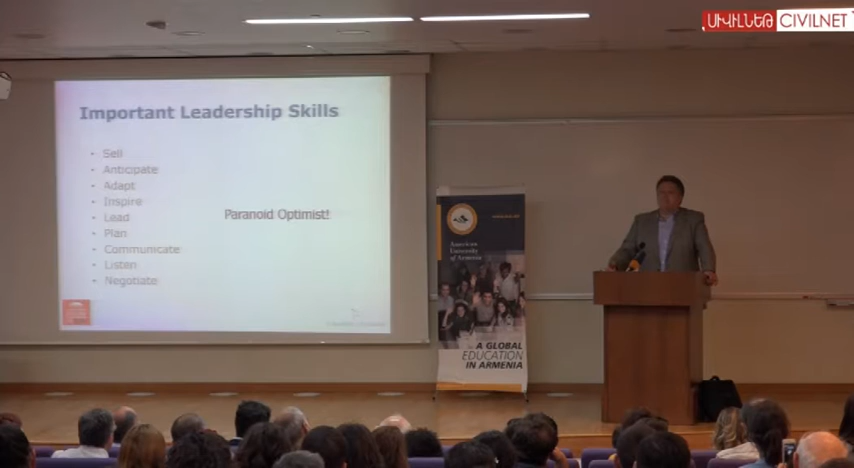 ՍԻՎԻԼՆԵԹ CIVILNET
Important Leadership Skills
• Sell
• Anticipate
• Adapt
• Inspire
• Lead
• Plan
• Communicate
• Listen
• Negotiate
Paranoid Optimist!
American
University
of Armenia
A GLOBAL
EDUCATION
IN ARMENIA